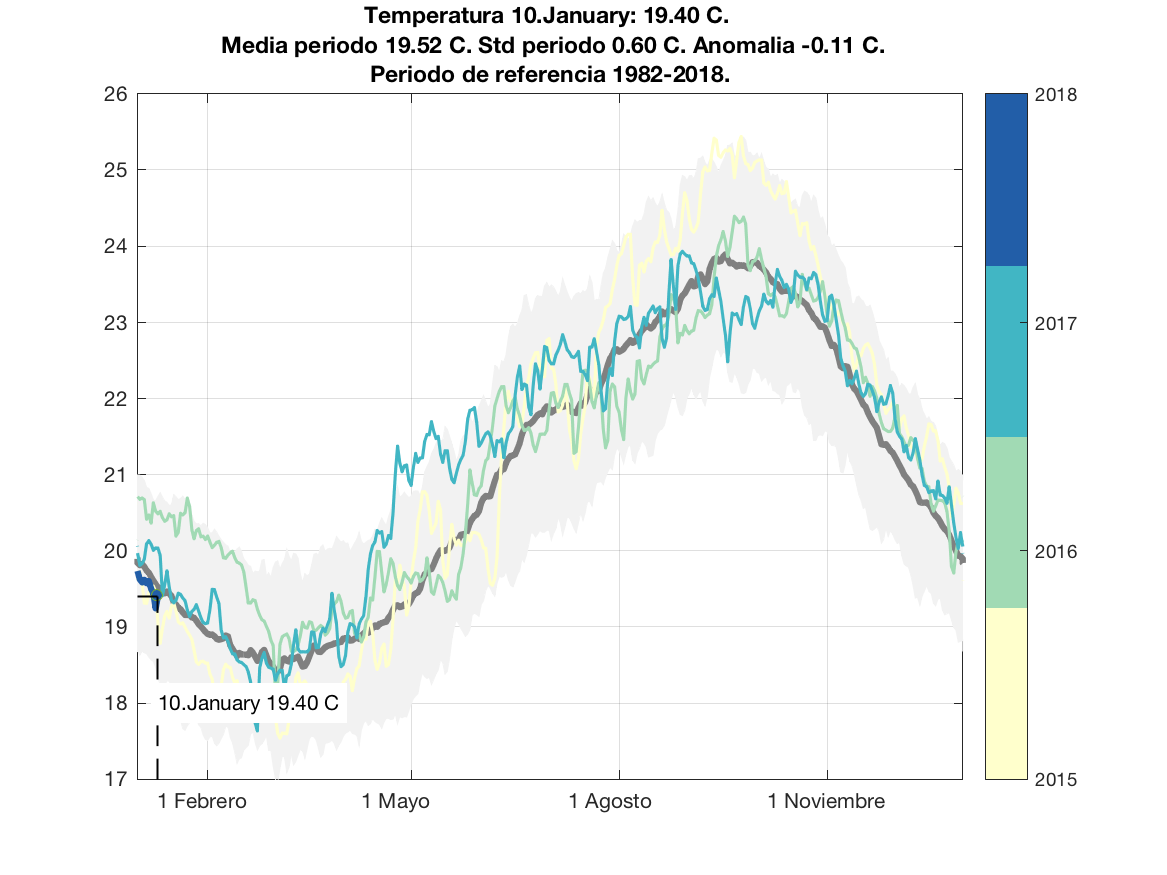 Temperatura 10.January: 19.40 C.
Media periodo 19.52 C. Std periodo 0.60 C. Anomalia -0.11 C.
Periodo de referencia 1982-2018.
26
25
24
23
22
21
20
19
18
17
10.January 19.40 C
1 Febrero
1 Mayo
1 Agosto
1 Noviembre
2018
2017
2016
2015